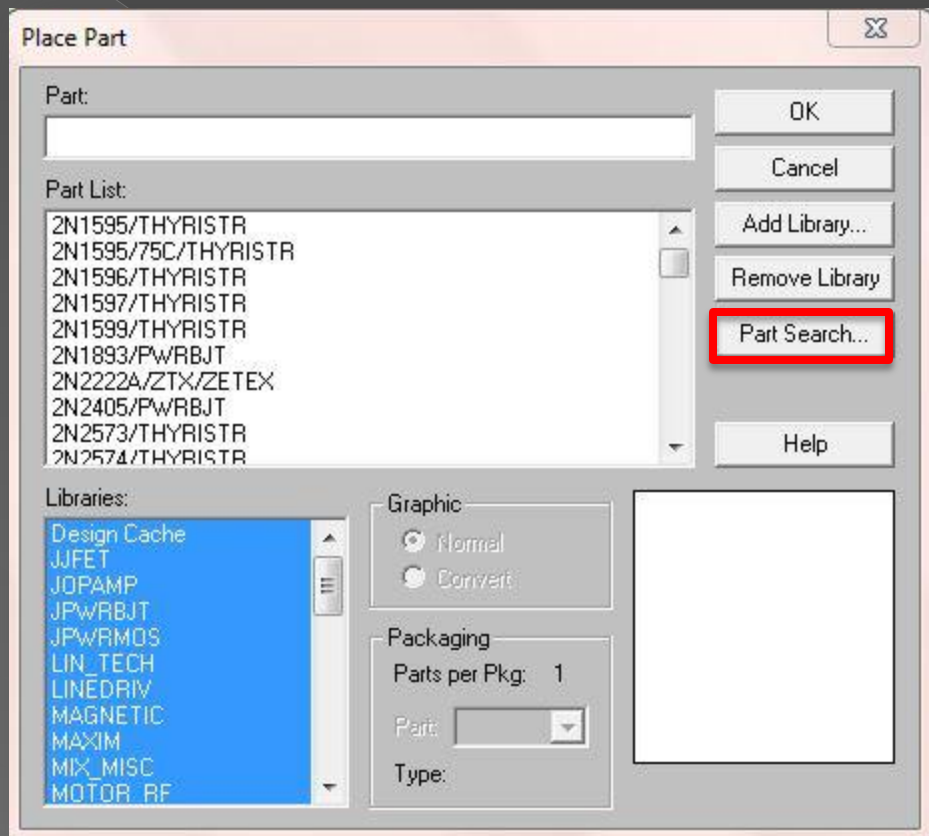 Place Part
Part:
OK
Cancel
Part List:
2N1595/THYRISTR
2N1595/75C/THYRISTR
2N1596/THYRISTR
2N1597/THYRISTR
2N1599/THYRISTR
2N1893/PWRBJT
2N2222A/ZTX/ZETEX
2N2405/PWRBJT
2N2573/THYRISTR
2N2574/THYRISTR
Add Library...
Remove Library
Part Search...
Help
Libraries:
Design Cache
JJFET
JOPAMP
JPWRBJT
JPWRMOS
LIN_TECH
LINEDRIV
MAGNETIC
MAXIM
MIX_MISC
MOTOR_RF
Graphic
Normal
Convert
Packaging
Parts per Pkg: 1
Part:
Type: